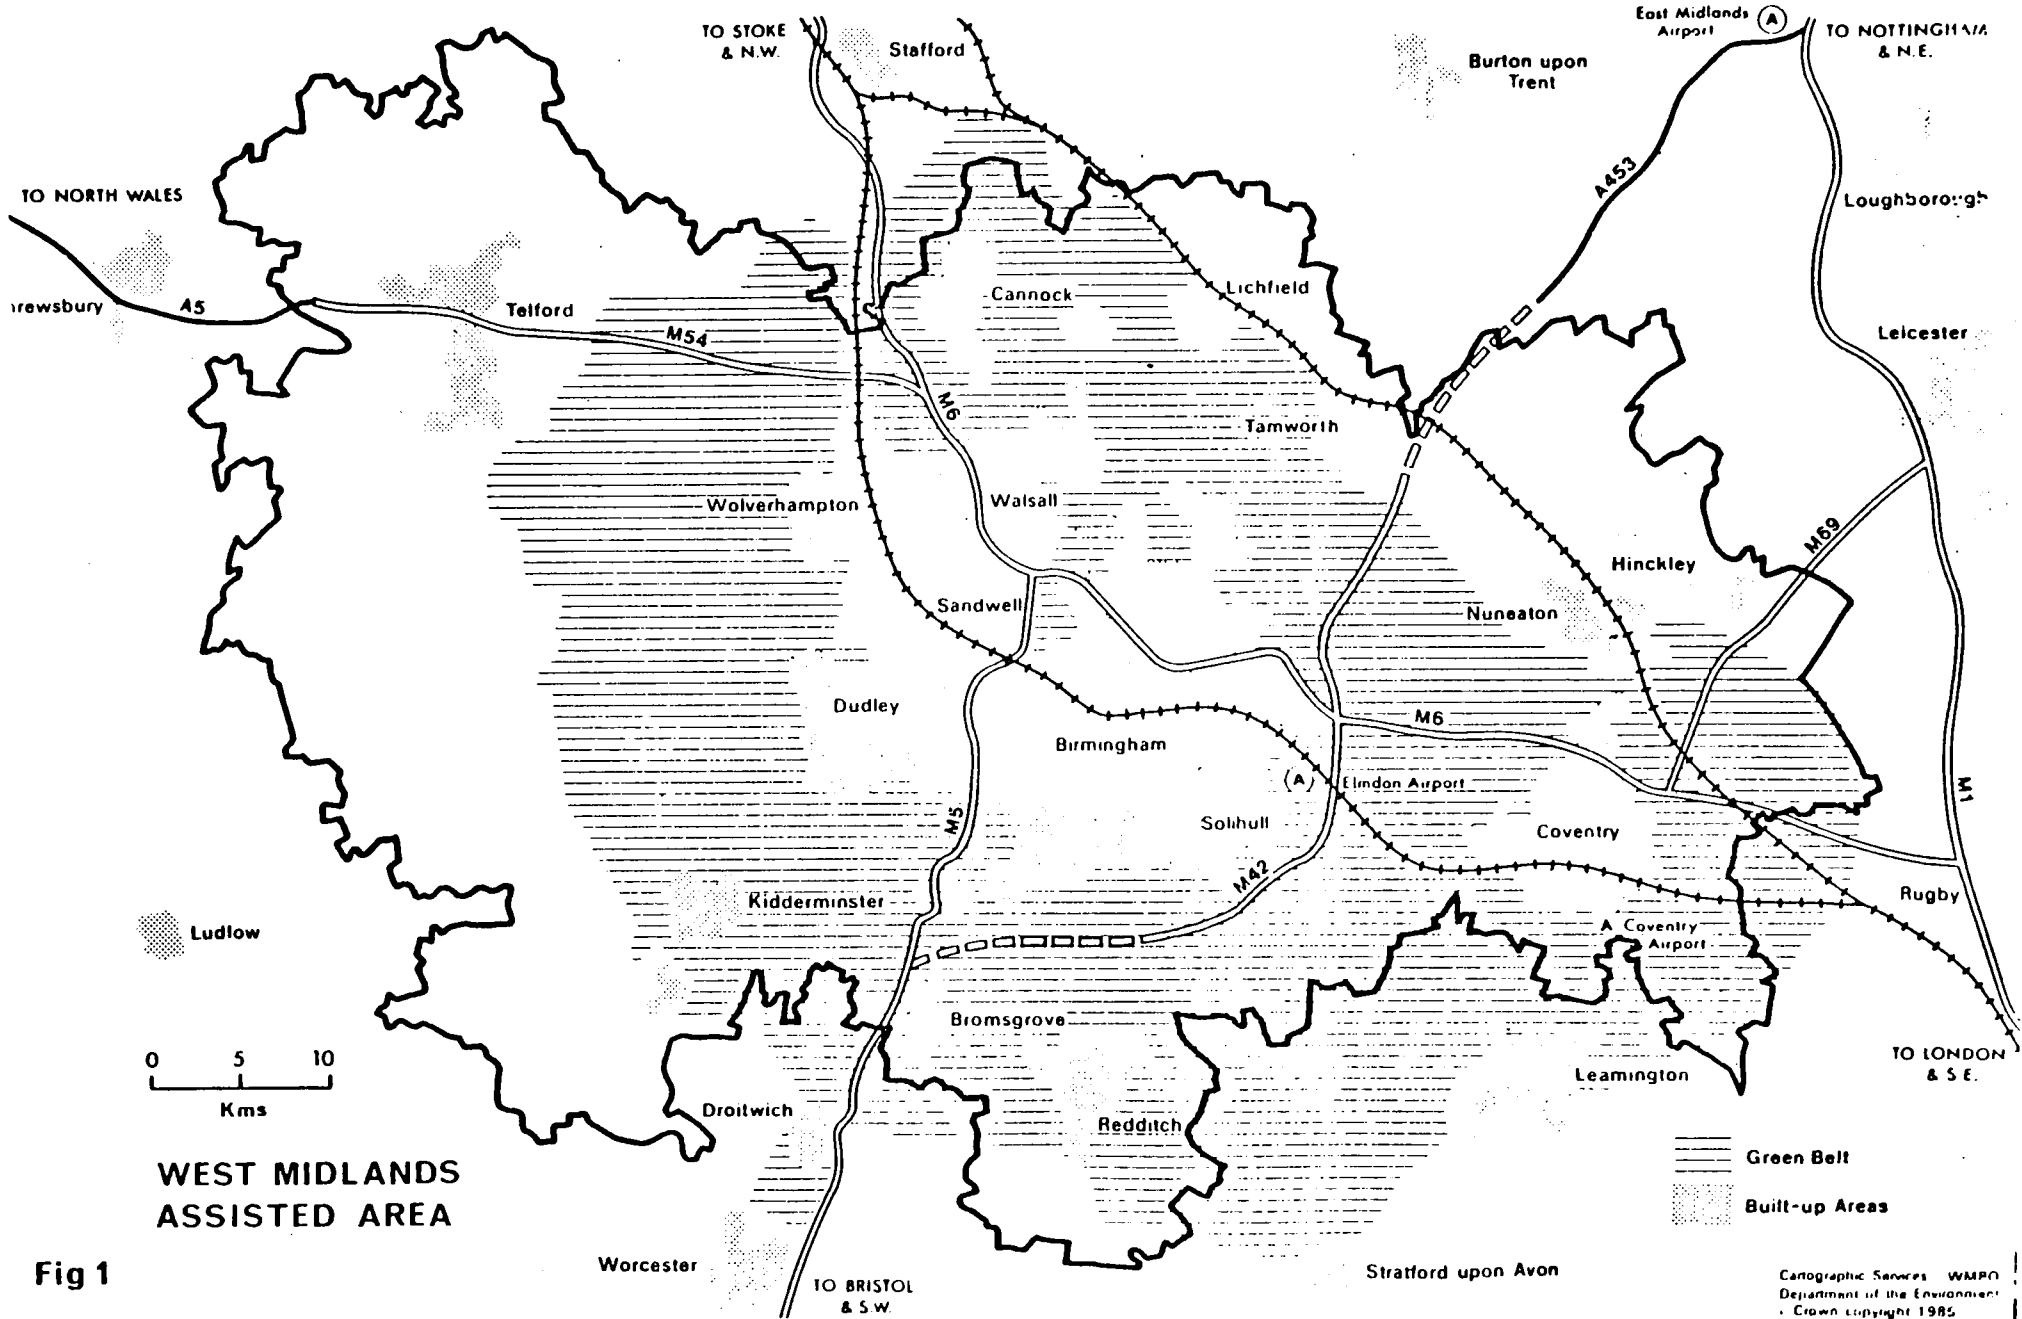 East Midlands
Airport
A
TO STOKE
& N.W.
Stafford
TO NOTTINGHAM
& N.E.
Burton upon
Trent
A453
TO NORTH WALES
Loughborough
Cannock
Lichfield
rewsbury
A5
Telford
M54
Leicester
M6
Tamworth
Wolverhampton
Walsall
M69
Hinckley
Sandwell
Nuneaton
Dudley
M6
Birmingham
A
Elmdon Airport
M1
M5
Solihull
Coventry
M42
Kidderminster
Rugby
Ludlow
A Coventry
Airport
Bromsgrove
0 5 10
Kms
TO LONDON
& S.E.
Leamington
Droitwich
Redditch
WEST MIDLANDS
ASSISTED AREA
Green Belt
Built-up Areas
Fig 1
Worcester
TO BRISTOL
& S.W.
Stratford upon Avon
Cartographic Services WMRO
Department of the Environment
Crown copyright 1985